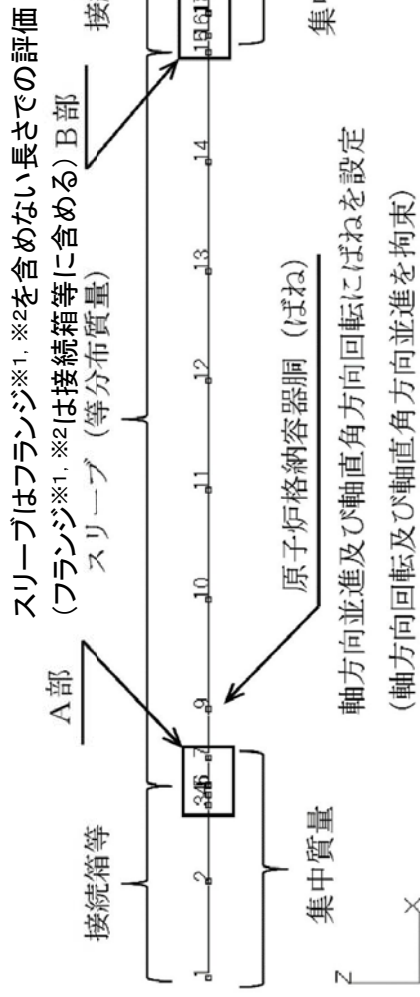 スリーブはフランジ※1, ※2を含めない長さでの評価
(フランジ※1, ※2は接続箱等に含める)
接続箱等
A部
スリーブ (等分布質量)
B部
1 2 9 10 11 12 13 14
集中質量
原子炉格納容器胴 (ばね)
軸方向並進及び軸直角方向回転にばねを設定
(軸方向回転及び軸直角方向並進を拘束)
Z
X